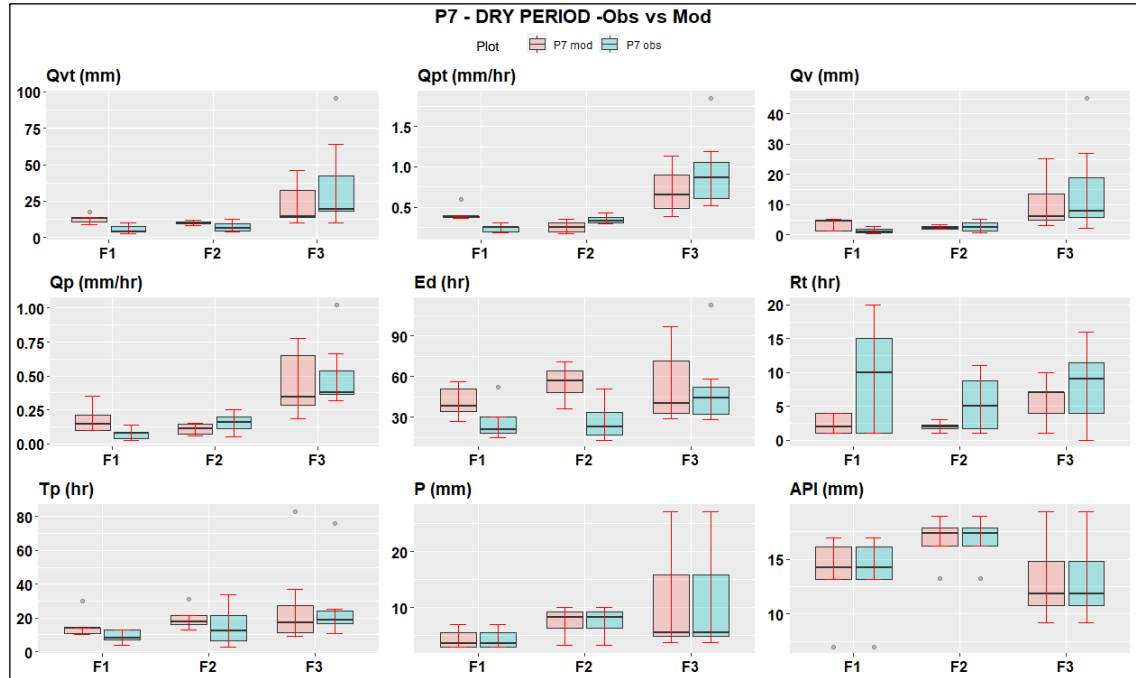 P7 - DRY PERIOD -Obs vs Mod
Plot P7 mod P7 obs
Qvt (mm) Qpt (mm/hr) Qv (mm)
100
75
50
25
0
F1 F2 F3
1.5
1.0
0.5
F1 F2 F3
40
30
20
10
0
F1 F2 F3
Qp (mm/hr) Ed (hr) Rt (hr)
1.00
0.75
0.50
0.25
0.00
F1 F2 F3
90
60
30
F1 F2 F3
20
15
10
5
0
F1 F2 F3
Tp (hr) P (mm) API (mm)
80
60
40
20
0
F1 F2 F3
20
10
F1 F2 F3
15
10
F1 F2 F3